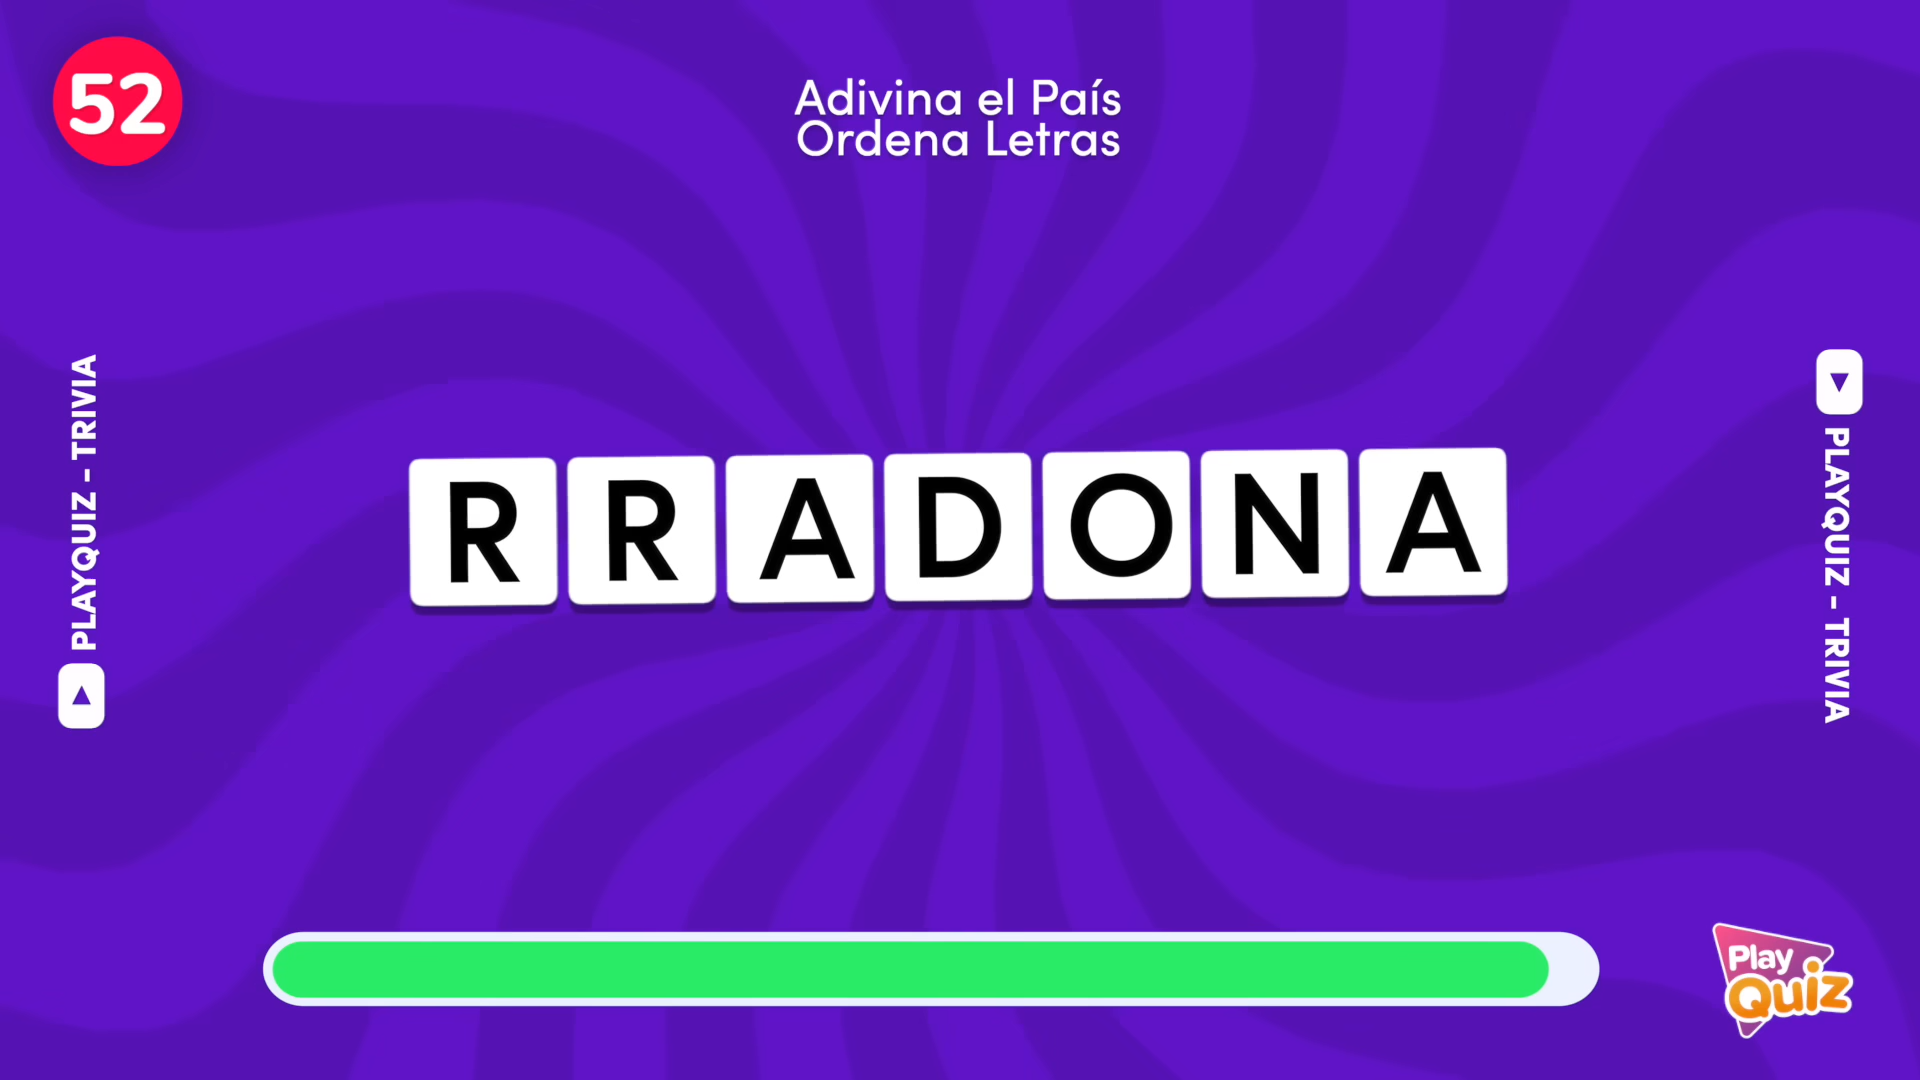 52
Adivina el País
Ordena Letras
PLAYQUIZ - TRIVIA
RRADONA
PLAYQUIZ - TRIVIA
Play
Quiz